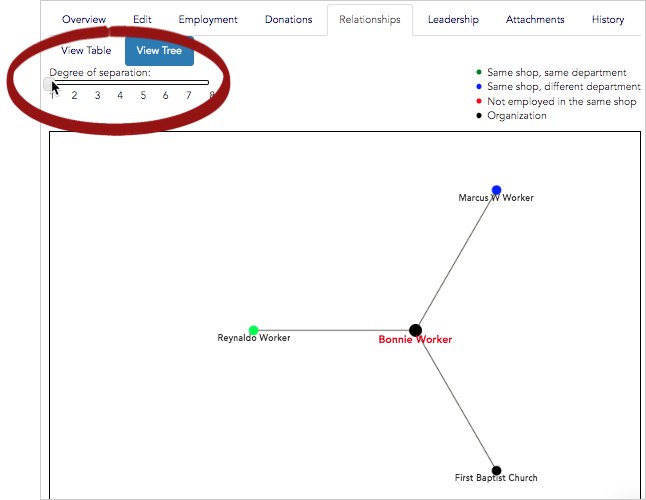 Overview Edit Employment Donations Relationships Leadership Attachments History
View Table View Tree
Degree of separation:
1 2 3 4 5 6 7 8
Same shop, same department
Same shop, different department
Not employed in the same shop
Organization
Marcus W Worker
Reynaldo Worker
Bonnie Worker
First Baptist Church